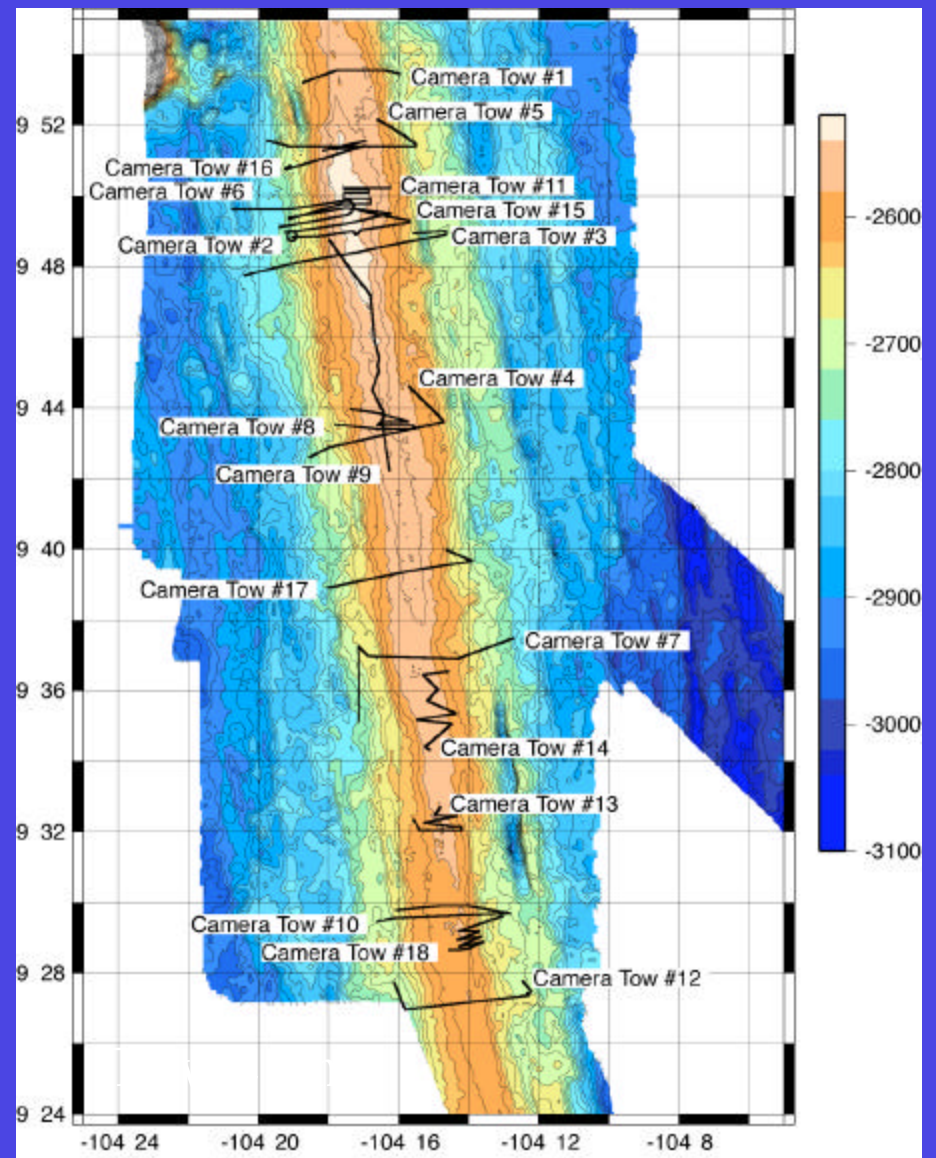 Camera Tow #1
Camera Tow #5
9 52
Camera Tow #16
Camera Tow #11
Camera Tow #6
Camera Tow #15
-2600
Camera Tow #3
Camera Tow #2
9 48
-2700
Camera Tow #4
9 44
Camera Tow #8
Camera Tow #9
-2800
9 40
Camera Tow #17
-2900
Camera Tow #7
9 36
-3000
Camera Tow #14
Camera Tow #13
9 32
-3100
Camera Tow #10
Camera Tow #18
9 28
Camera Tow #12
9 24
-104 24 -104 20 -104 16 -104 12 -104 8